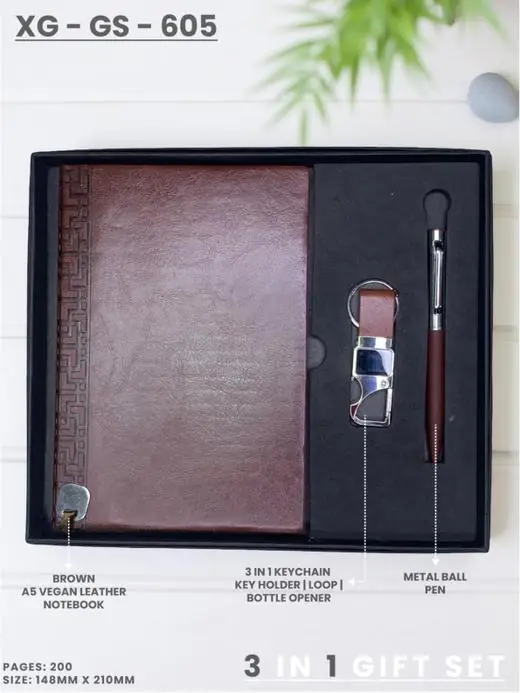 XG - GS - 605
BROWN
A5 VEGAN LEATHER
NOTEBOOK
3 IN 1 KEYCHAIN
KEY HOLDER | LOOP |
BOTTLE OPENER
METAL BALL
PEN
PAGES: 200
SIZE: 148MM X 210MM
3 IN 1 GIFT SET